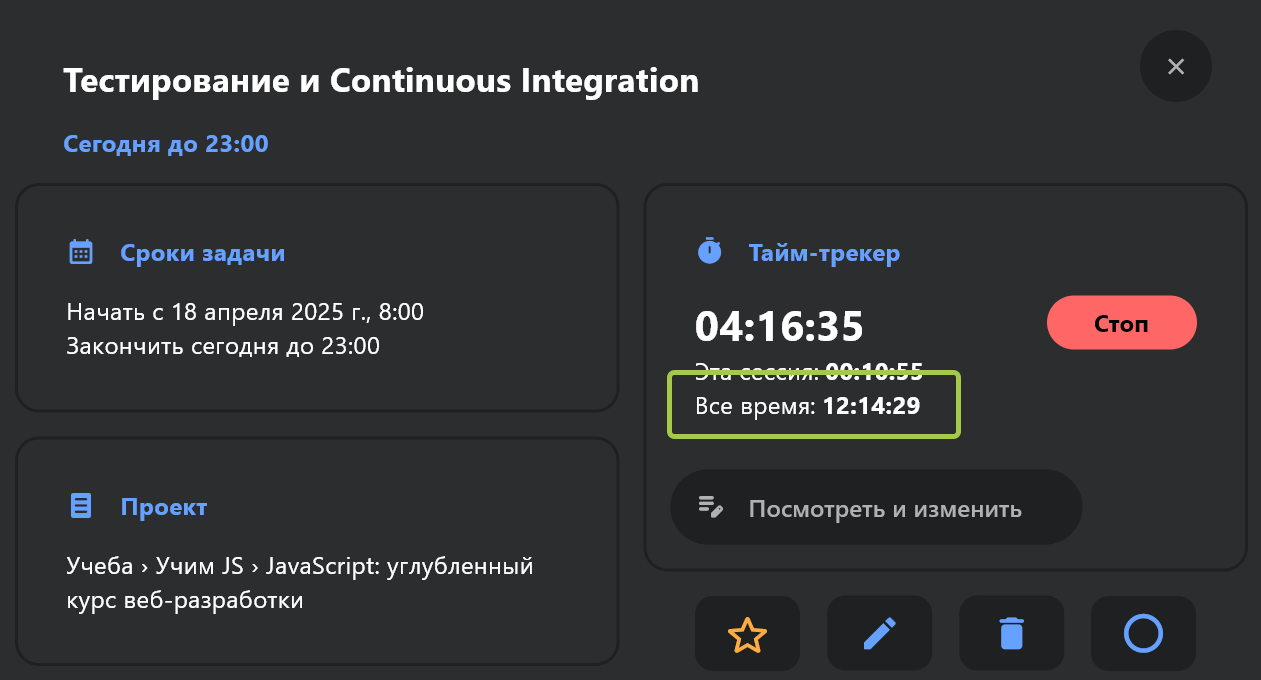 Тестирование и Continuous Integration
Сегодня до 23:00
Сроки задачи
Начать с 18 апреля 2025 г., 8:00
Закончить сегодня до 23:00
Проект
Учеба › Учим JS › JavaScript: углубленный
курс веб-разработки
Тайм-трекер
04:16:35
Стоп
Эта сессия: 00:10:55
Все время: 12:14:29
Посмотреть и изменить